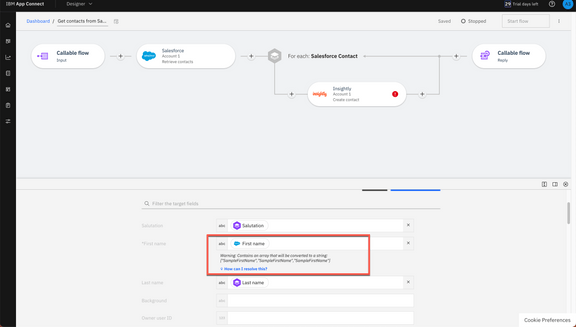 IBM App Connect
Designer
29 Trial days left
Dashboard / Get contacts from Sa...
Saved
Stopped
Start flow
Callable flow
Input
Salesforce
Account 1
Retrieve contacts
For each: Salesforce Contact
Callable flow
Reply
Insightly
Account 1
Create contact
Filter the target fields
Salutation
abc
Salutation
*First name
abc
First name
Warning: Contains an array that will be converted to a string:
["SampleFirstName","SampleFirstName","SampleFirstName"]
How can I resolve this?
Last name
abc
Last name
Background
abc
Owner user ID
abc
Cookie Preferences